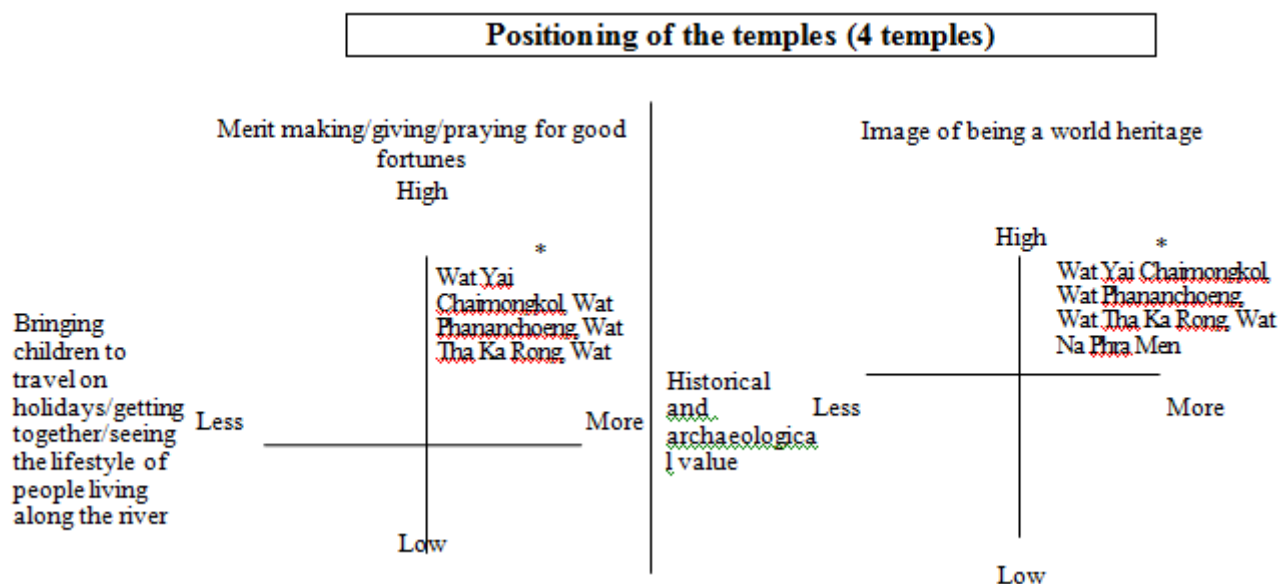 Positioning of the temples (4 temples)
Merit making/giving/praying for good
fortunes
High
*
Wat Yai
Chaimongkol, Wat
Phananchoeng, Wat
Tha Ka Rong, Wat
Bringing
children to
travel on
holidays/getting
together/seeing
the lifestyle of
people living
along the river
Less
More
Low
Image of being a world heritage
High
*
Wat Yai Chaimongkol,
Wat Phananchoeng,
Wat Tha Ka Rong, Wat
Na Phra Men
Historical
and
archaeologica
l value
Less
More
Low